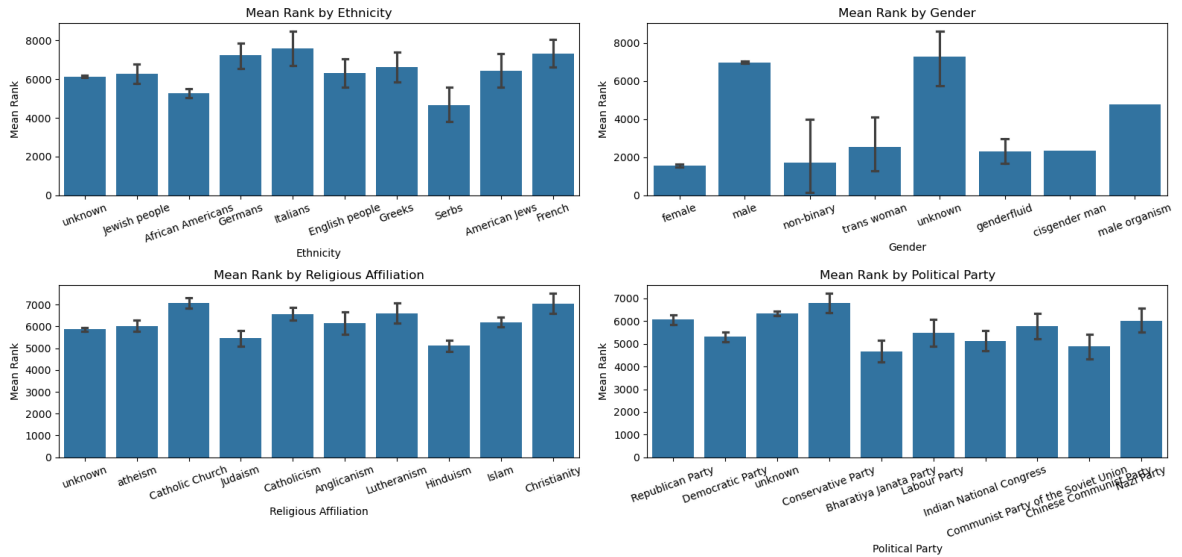 Mean Rank by Ethnicity
Mean Rank
8000
6000
4000
2000
0
unknown
Jewish people
African Americans
Germans
Italians
English people
Greeks
Serbs
American Jews
French
Ethnicity
Mean Rank by Gender
Mean Rank
8000
6000
4000
2000
0
female
male
non-binary
trans woman
unknown
genderfluid
cisgender man
male organism
Gender
Mean Rank by Religious Affiliation
Mean Rank
7000
6000
5000
4000
3000
2000
1000
0
unknown
atheism
Catholic Church
Judaism
Catholicism
Anglicanism
Lutheranism
Hinduism
Islam
Christianity
Religious Affiliation
Mean Rank by Political Party
Mean Rank
7000
6000
5000
4000
3000
2000
1000
0
Republican Party
Democratic Party
unknown
Conservative Party
Bharatiya Janata Party
Labour Party
Indian National Congress
Communist Party of the Soviet Union
Chinese Communist Party
Nazi Party
Political Party